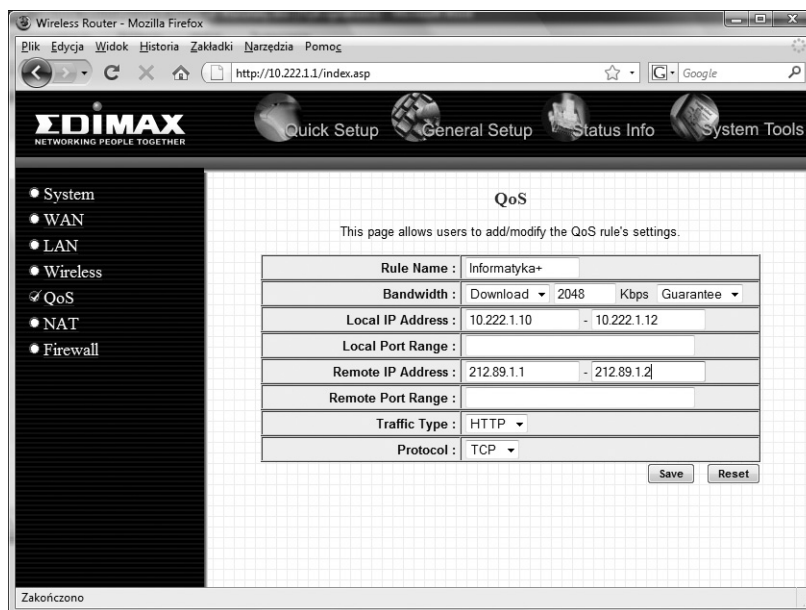 Wireless Router - Mozilla Firefox
Plik Edycja Widok Historia Zakładki Narzędzia Pomoc
http://10.222.1.1/index.asp
G Google
EDIMAX
NETWORKING PEOPLE TOGETHER
Quick Setup General Setup Status Info System Tools
System
WAN
LAN
Wireless
QoS
NAT
Firewall
QoS
This page allows users to add/modify the QoS rule's settings.
Rule Name : Informatyka+
Bandwidth : Download 2048 Kbps Guarantee
Local IP Address : 10.222.1.10 - 10.222.1.12
Local Port Range :
Remote IP Address : 212.89.1.1 - 212.89.1.2
Remote Port Range :
Traffic Type : HTTP
Protocol : TCP
Save Reset
Zakończono